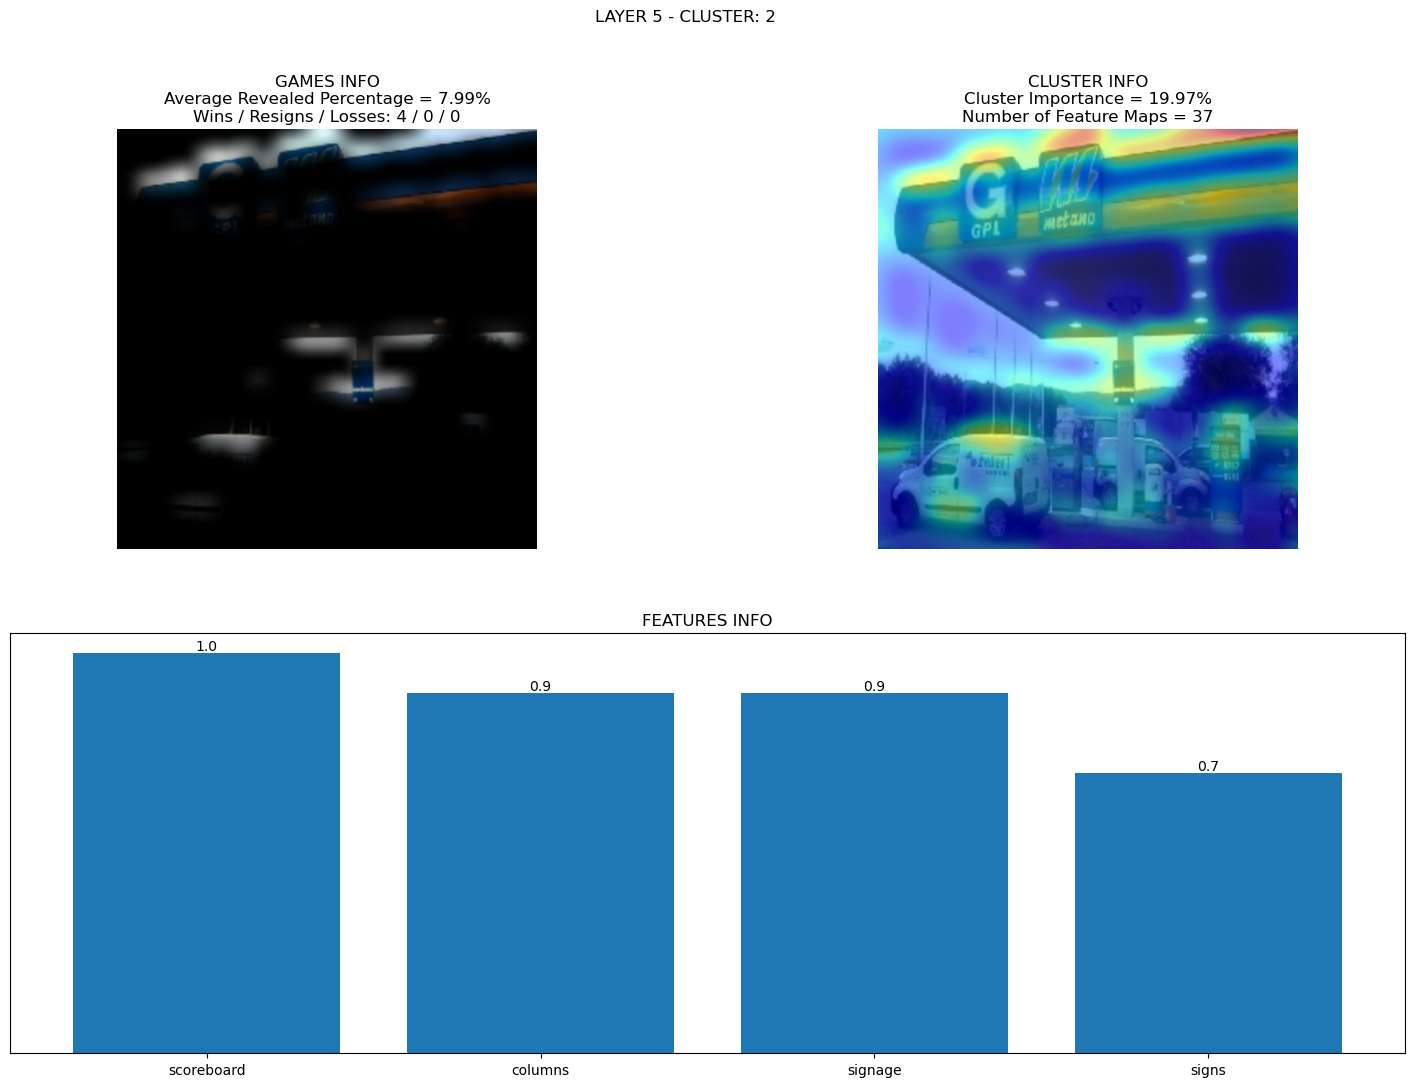 LAYER 5 - CLUSTER: 2
GAMES INFO
Average Revealed Percentage = 7.99%
Wins / Resigns / Losses: 4 / 0 / 0
G
GPL
metano
CLUSTER INFO
Cluster Importance = 19.97%
Number of Feature Maps = 37
G
GPL
metano
FEATURES INFO
1.0
0.9
0.9
0.7
scoreboard
columns
signage
signs